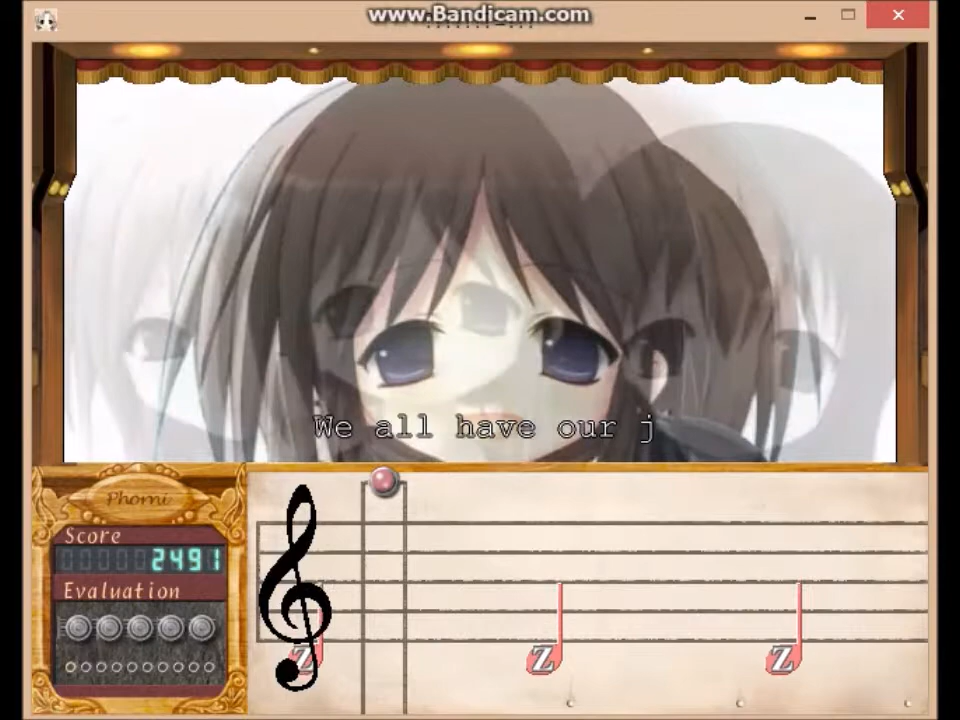 www.Bandicam.com
We all have our j
Phomi
Score
2491
Evaluation
Z
Z
Z